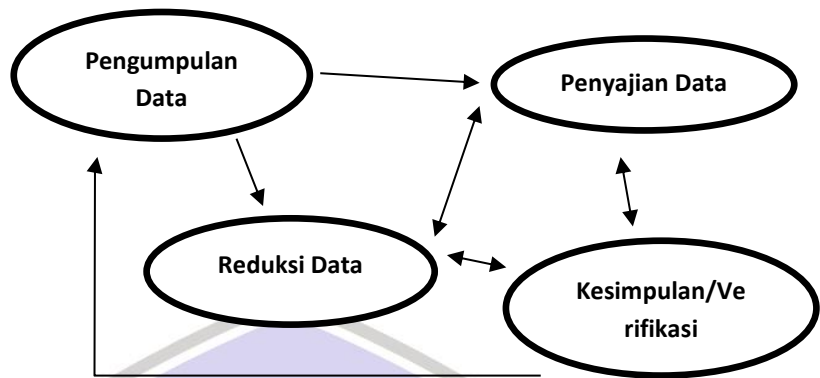 Pengumpulan
Data
Penyajian Data
Reduksi Data
Kesimpulan/Ve
rifikasi